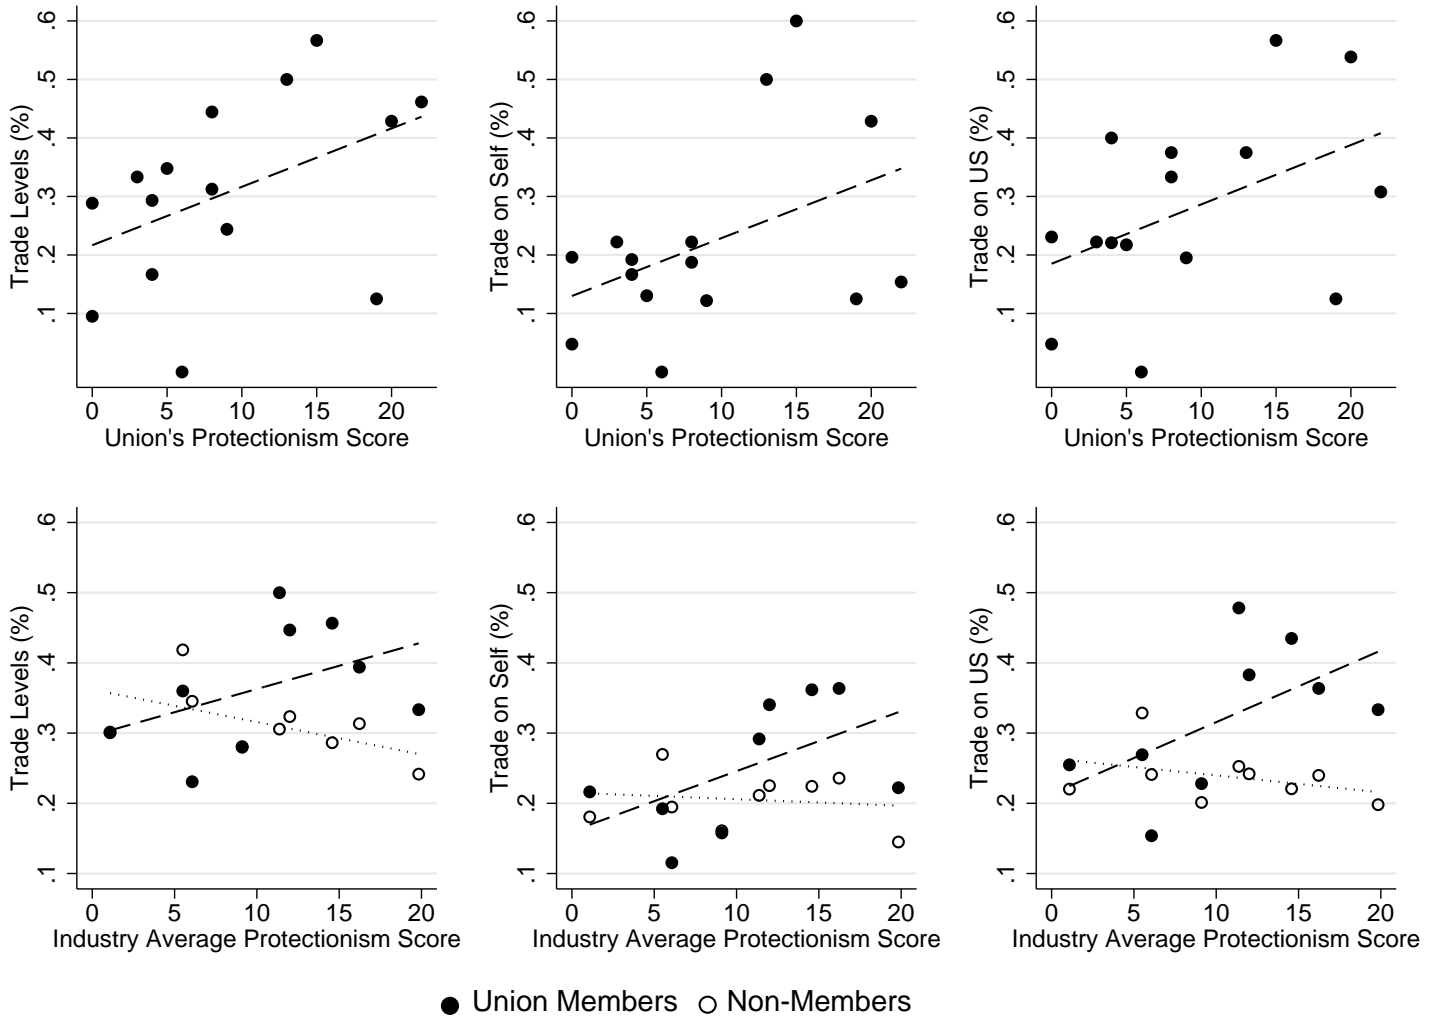 Trade Levels (%)
.1 .2 .3 .4 .5 .6
0 5 10 15 20
Union's Protectionism Score
Trade on Self (%)
.1 .2 .3 .4 .5 .6
0 5 10 15 20
Union's Protectionism Score
Trade on US (%)
.1 .2 .3 .4 .5 .6
0 5 10 15 20
Union's Protectionism Score
Trade Levels (%)
.1 .2 .3 .4 .5 .6
0 5 10 15 20
Industry Average Protectionism Score
Trade on Self (%)
.1 .2 .3 .4 .5 .6
0 5 10 15 20
Industry Average Protectionism Score
Trade on US (%)
.1 .2 .3 .4 .5 .6
0 5 10 15 20
Industry Average Protectionism Score
Union Members Non-Members